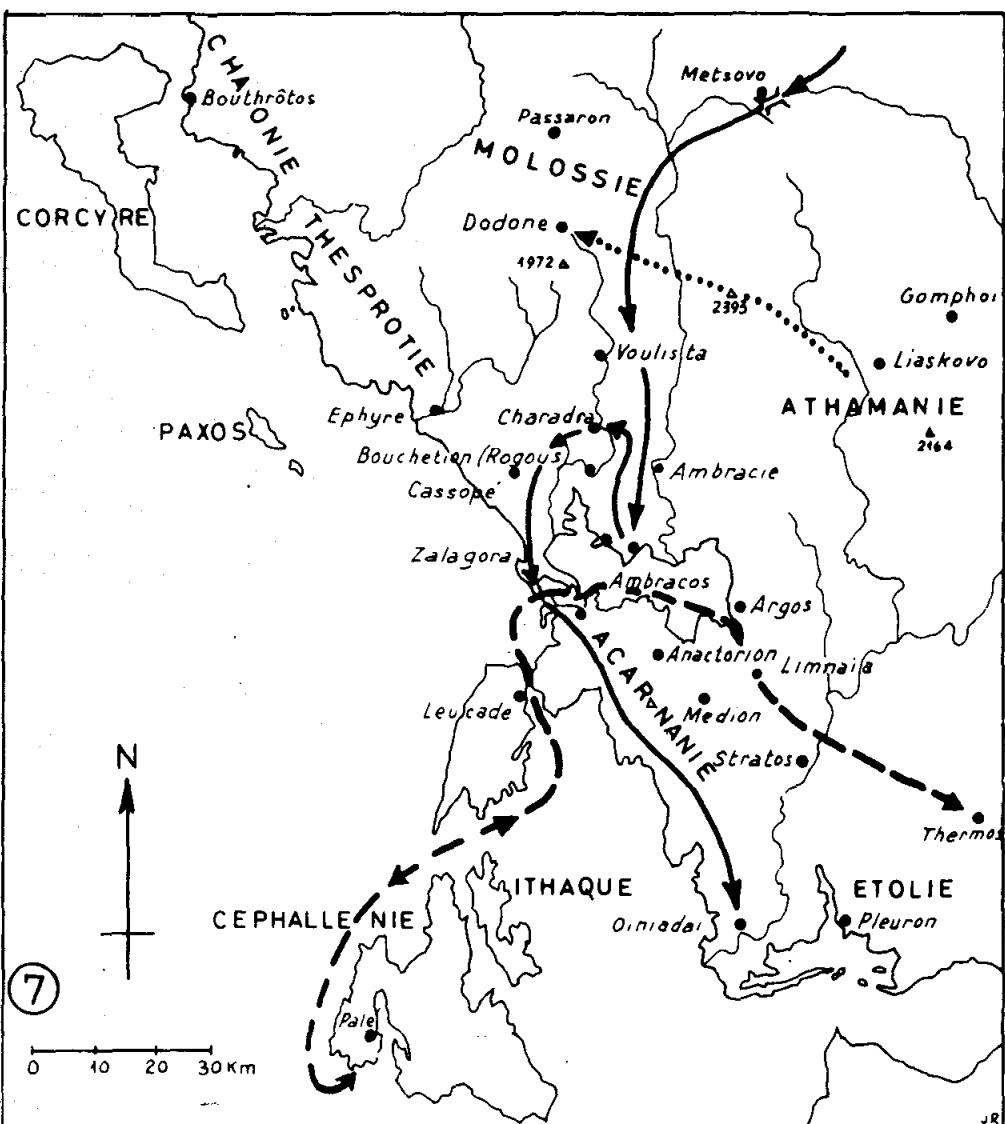 CHAONIE
Metsovo
Bouthrôtos
Passaron
MOLOSSIE
CORCYRE
THESPROTIE
Dodone
1972
2395
Gomphoi
Voulista
Liaskovo
ATHAMANIE
2164
Ephyre
Charadra
PAXOS
Bouchetion (Rogous
Ambracie
Cassopé
Zalagora
Ambracos
Argos
ACARNANIE
Anactorion
Limnaia
Leucade
Medion
Stratos
N
Thermos
ITHAQUE
ETOLIE
CEPHALLENIE
Oiniadai
Pleuron
7
Pale
0 10 20 30 Km
JR